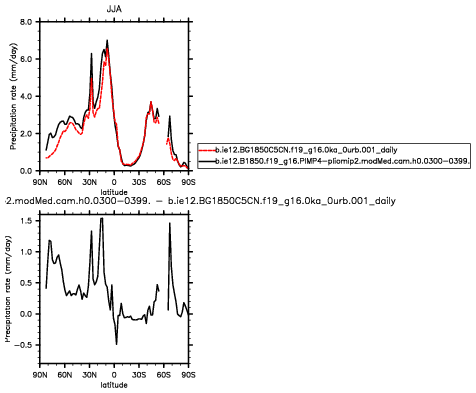 JJA
8.0
6.0
4.0
2.0
0.0
Precipitation rate (mm/day)
90N 60N 30N 0 30S 60S 90S
latitude
b.ie12.BG1850C5CN.f19_g16.0ka_0urb.001_daily
b.ie12.B1850.f19_g16.PIMP4-pliomip2.modMed.cam.h0.0300-0399.
2.modMed.cam.h0.0300-0399. - b.ie12.BG1850C5CN.f19_g16.0ka_0urb.001_daily
1.5
1.0
0.5
0.0
-0.5
Precipitation rate (mm/day)
90N 60N 30N 0 30S 60S 90S
latitude